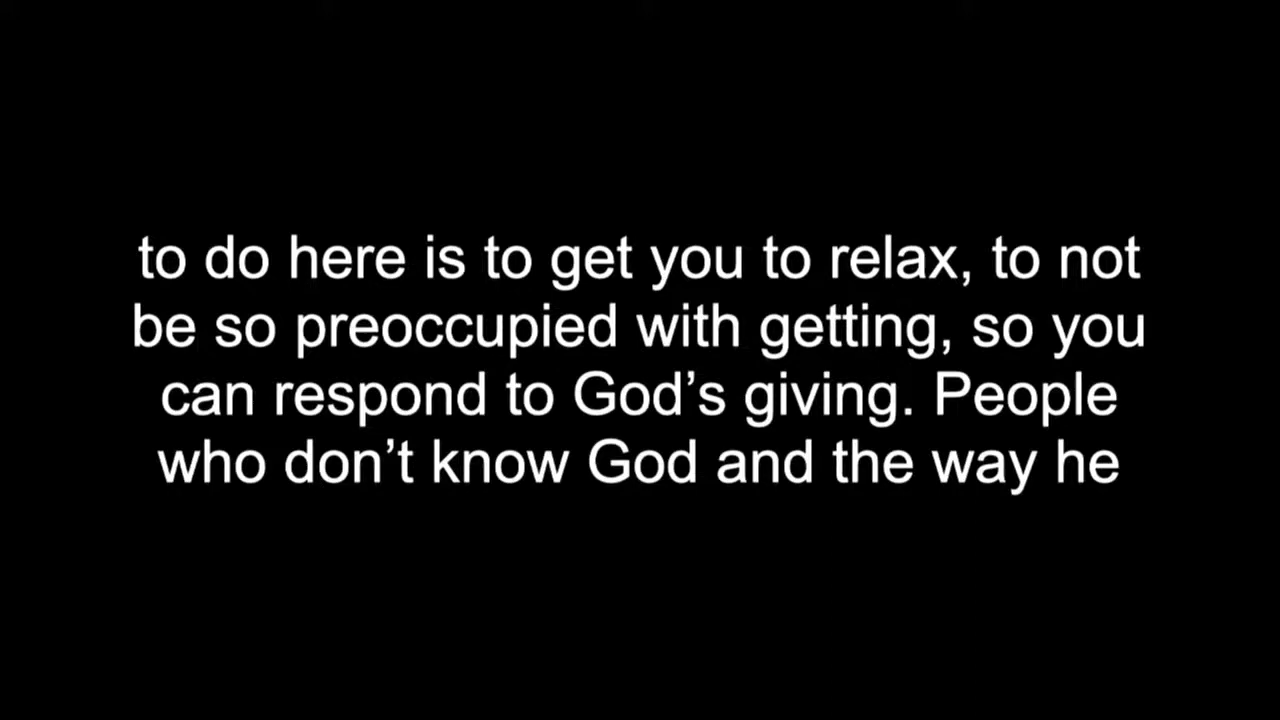 to do here is to get you to relax, to not
be so preoccupied with getting, so you
can respond to God’s giving. People
who don’t know God and the way he